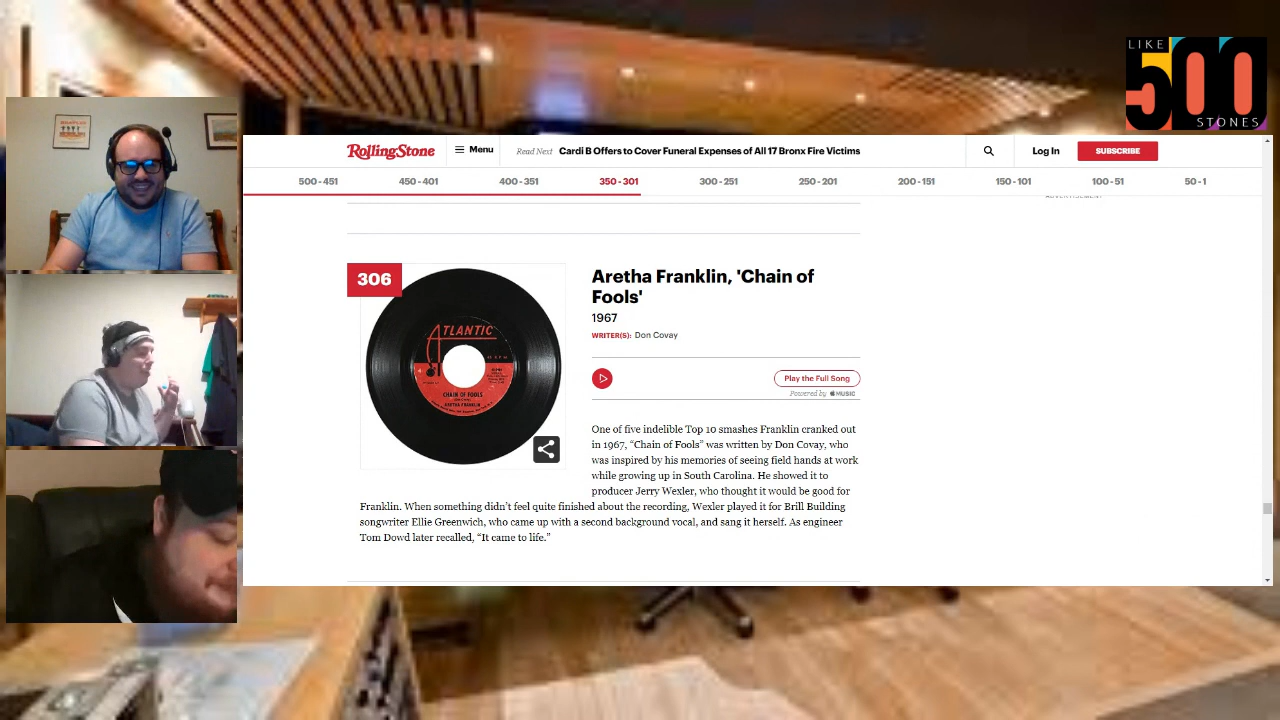 LIKE
500
STONES
RollingStone
Menu
Read Next Cardi B Offers to Cover Funeral Expenses of All 17 Bronx Fire Victims
Log In
SUBSCRIBE
500 - 451
450 - 401
400 - 351
350 - 301
300 - 251
250 - 201
200 - 151
150 - 101
100 - 51
50 - 1
ADVERTISEMENT
306
ATLANTIC
CHAIN OF FOOLS
ARETHA FRANKLIN
Aretha Franklin, 'Chain of
Fools'
1967
WRITER(S): Don Covay
Play the Full Song
Powered by MUSIC
One of five indelible Top 10 smashes Franklin cranked out
in 1967, “Chain of Fools” was written by Don Covay, who
was inspired by his memories of seeing field hands at work
while growing up in South Carolina. He showed it to
producer Jerry Wexler, who thought it would be good for
Franklin. When something didn’t feel quite finished about the recording, Wexler played it for Brill Building
songwriter Ellie Greenwich, who came up with a second background vocal, and sang it herself. As engineer
Tom Dowd later recalled, “It came to life.”